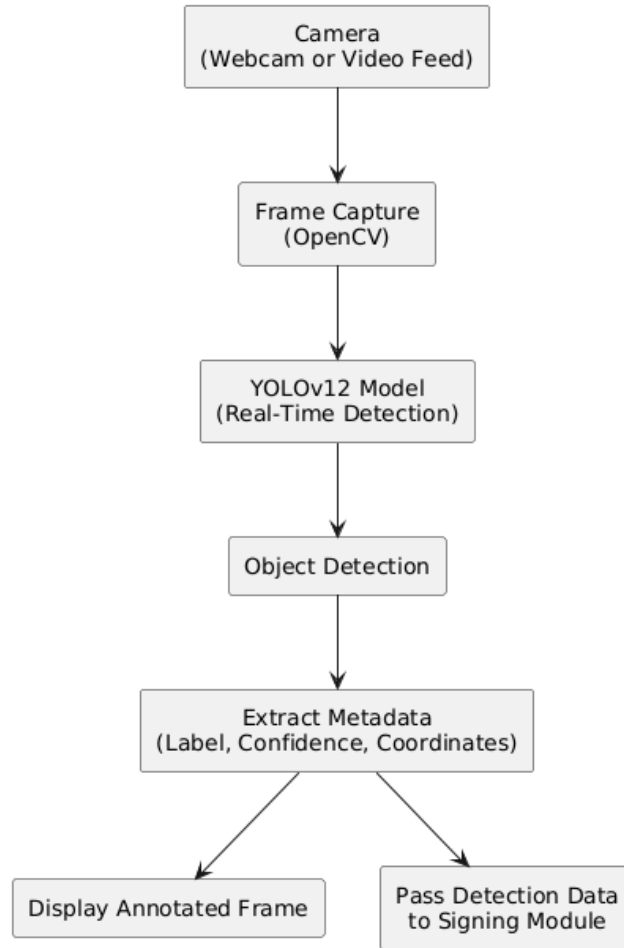 Camera
(Webcam or Video Feed)
Frame Capture
(OpenCV)
YOLOv12 Model
(Real-Time Detection)
Object Detection
Extract Metadata
(Label, Confidence, Coordinates)
Display Annotated Frame
Pass Detection Data
to Signing Module